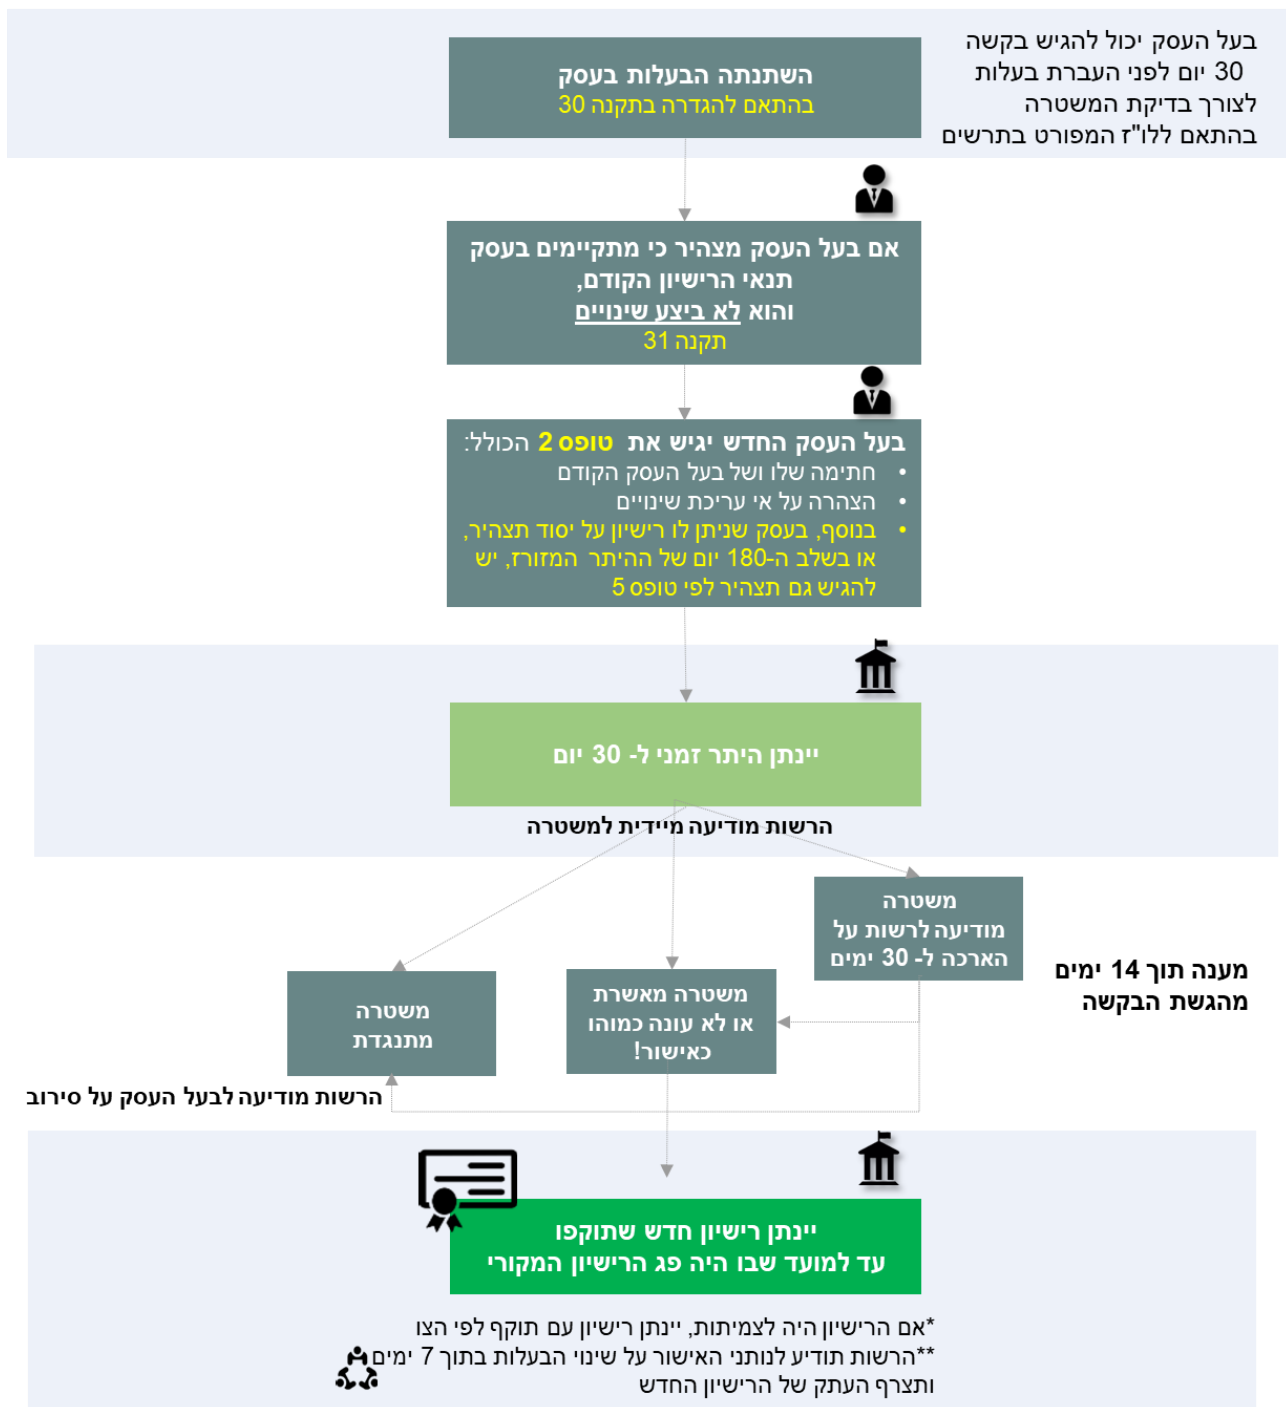 בעל העסק יכול להגיש בקשה
30 יום לפני העברת בעלות
לצורך בדיקת המשטרה
בהתאם ללו"ז המפורט בתרשים
השתנתה הבעלות בעסק
בהתאם להגדרה בתקנה 30
אם בעל העסק מצהיר כי מתקיימים בעסק
תנאי הרישיון הקודם,
והוא לא ביצע שינויים
תקנה 31
בעל העסק החדש יגיש את טופס 2 הכולל:
• חתימה שלו ושל בעל העסק הקודם
• הצהרה על אי עריכת שינויים
• בנוסף, בעסק שניתן לו רישיון על יסוד תצהיר,
או בשלב ה-180 יום של ההיתר המזורז, יש
להגיש גם תצהיר לפי טופס 5
יינתן היתר זמני ל- 30 יום
הרשות מודיעה מיידית למשטרה
משטרה
מודיעה לרשות על
הארכה ל- 30 ימים
מענה תוך 14 ימים
מהגשת הבקשה
משטרה מאשרת
או לא עונה כמוהו
כאישור!
משטרה
מתנגדת
הרשות מודיעה לבעל העסק על סירוב
יינתן רישיון חדש שתוקפו
עד למועד שבו היה פג הרישיון המקורי
*אם הרישיון היה לצמיתות, יינתן רישיון עם תוקף לפי הצו
**הרשות תודיע לנותני האישור על שינוי הבעלות בתוך 7 ימים
ותצרף העתק של הרישיון החדש